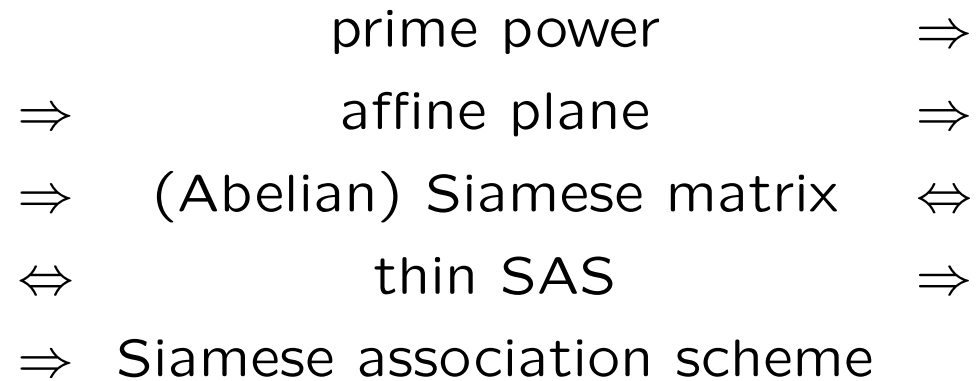 prime power ⇒
⇒ affine plane ⇒
⇒ (Abelian) Siamese matrix ⇔
⇔ thin SAS ⇒
⇒ Siamese association scheme